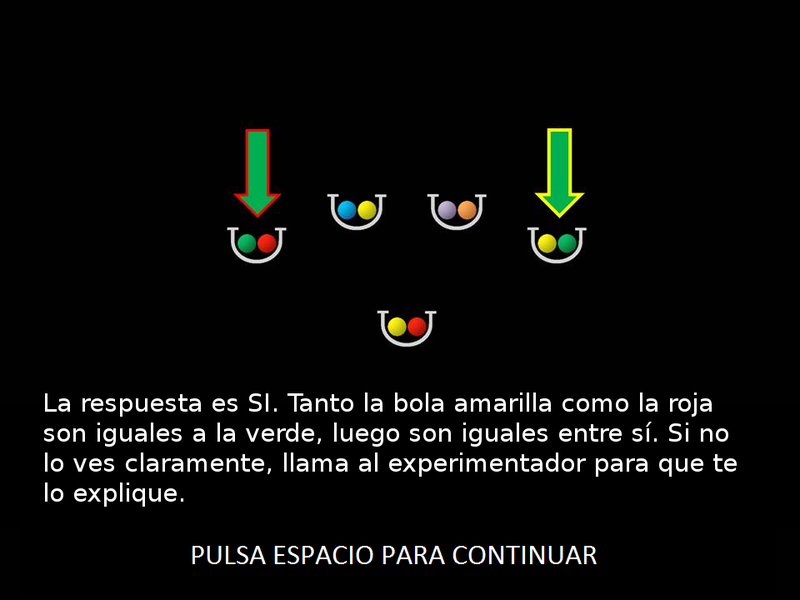 La respuesta es SI. Tanto la bola amarilla como la roja
son iguales a la verde, luego son iguales entre sí. Si no
lo ves claramente, llama al experimentador para que te
lo explique.
PULSA ESPACIO PARA CONTINUAR